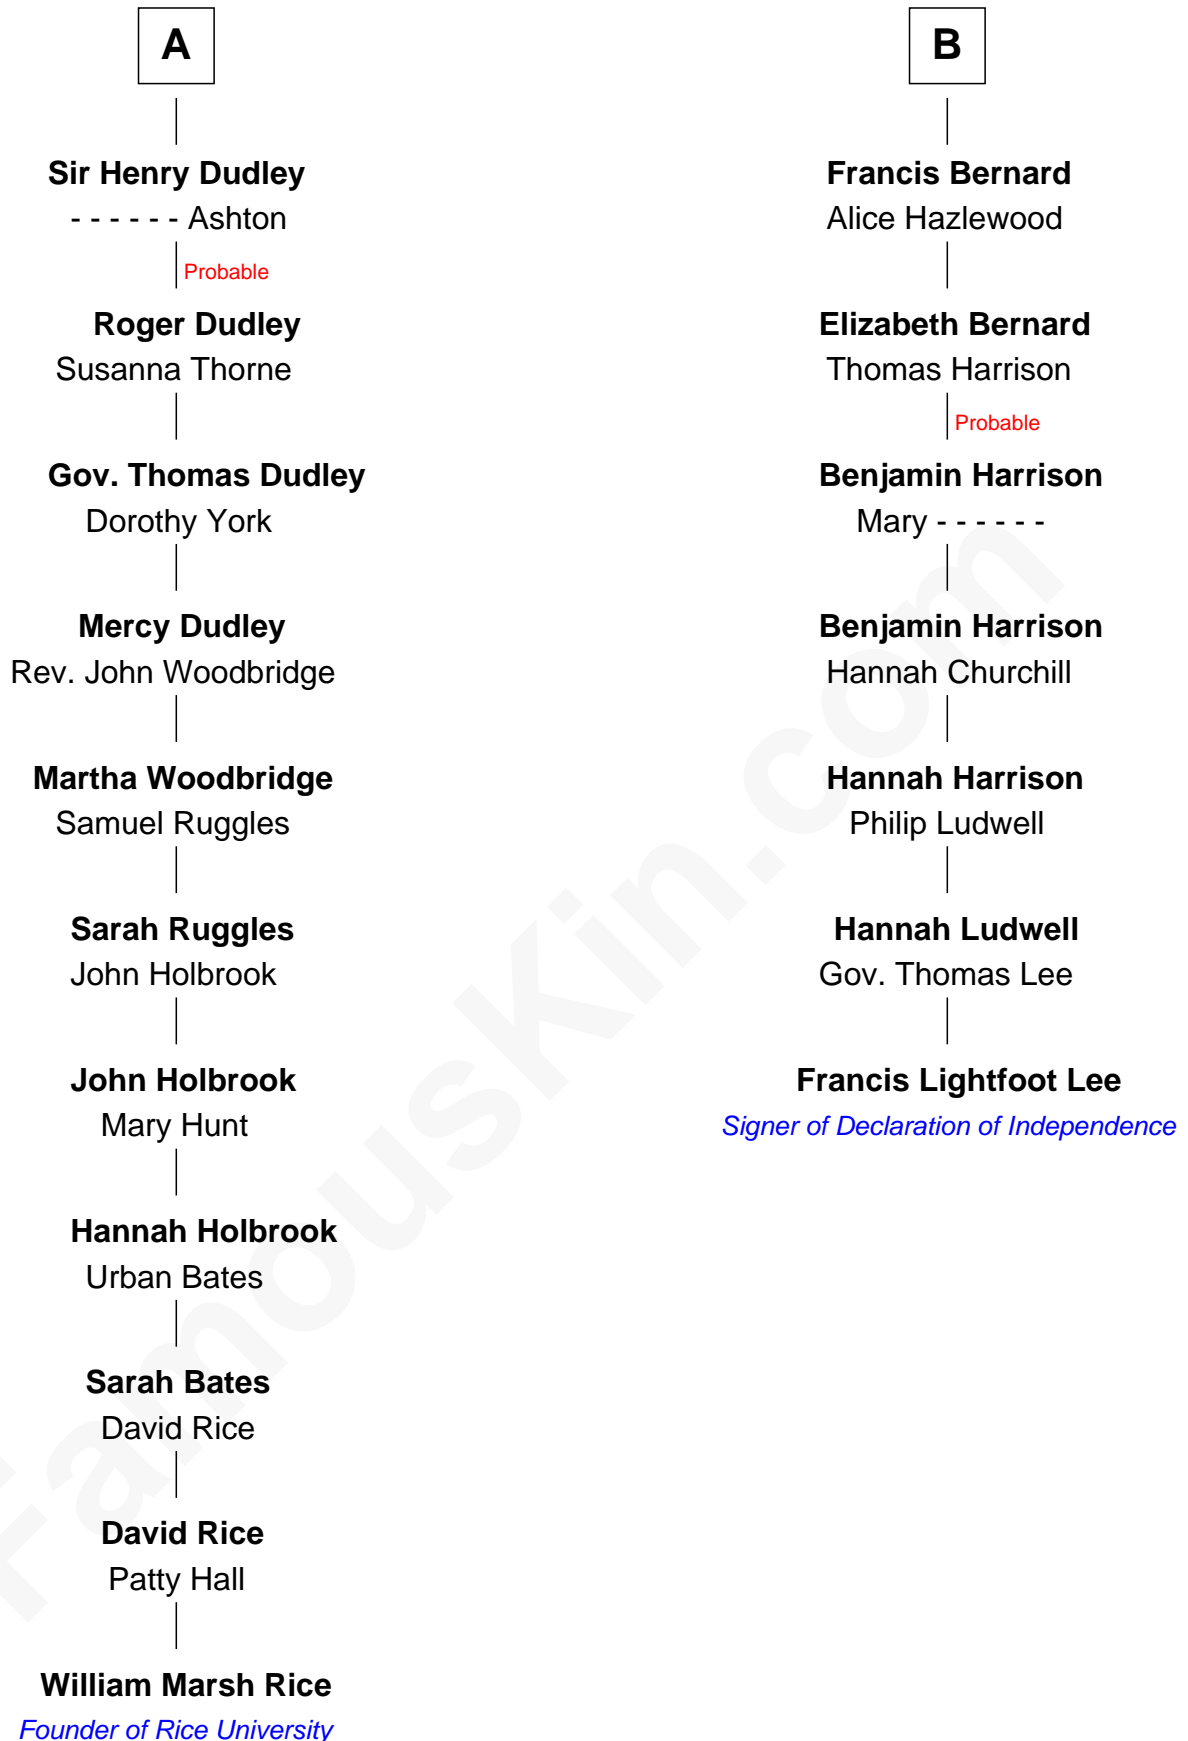 A
Sir Henry Dudley
- - - - - - Ashton
Probable
Roger Dudley
Susanna Thorne
Gov. Thomas Dudley
Dorothy York
Mercy Dudley
Rev. John Woodbridge
Martha Woodbridge
Samuel Ruggles
Sarah Ruggles
John Holbrook
John Holbrook
Mary Hunt
Hannah Holbrook
Urban Bates
Sarah Bates
David Rice
David Rice
Patty Hall
William Marsh Rice
Founder of Rice University
B
Francis Bernard
Alice Hazlewood
Elizabeth Bernard
Thomas Harrison
Probable
Benjamin Harrison
Mary - - - - - -
Benjamin Harrison
Hannah Churchill
Hannah Harrison
Philip Ludwell
Hannah Ludwell
Gov. Thomas Lee
Francis Lightfoot Lee
Signer of Declaration of Independence
FamousKin.com